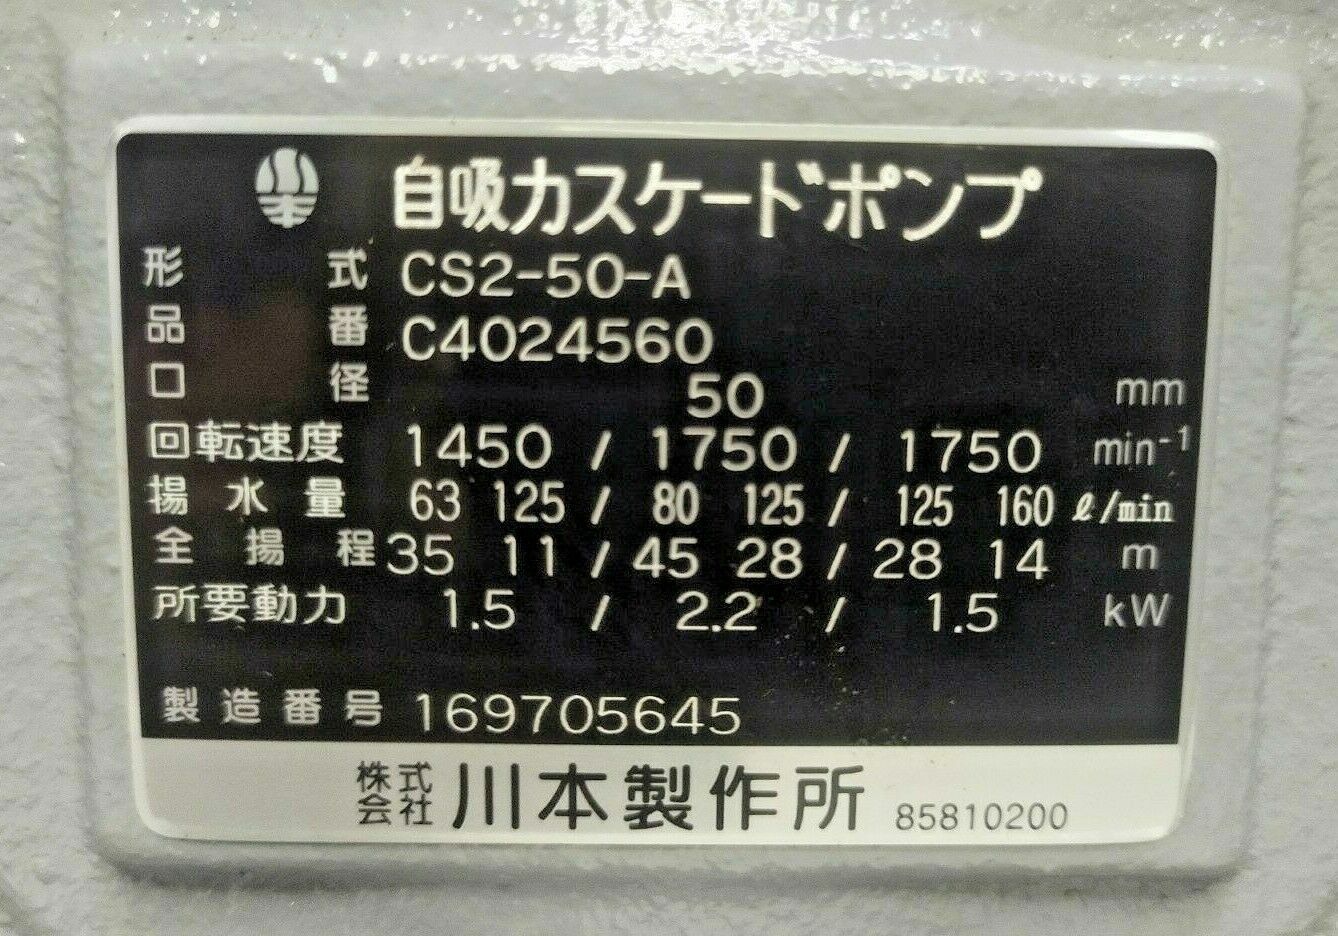 自吸カスケードポンプ
形式 CS2-50-A
品番 C4024560
口径 50 mm
回転速度 1450 / 1750 / 1750 min-1
揚水量 63 125 / 80 125 / 125 160 ℓ/min
全揚程 35 11 / 45 28 / 28 14 m
所要動力 1.5 / 2.2 / 1.5 kW
製造番号 169705645
株式会社 川本製作所 85810200